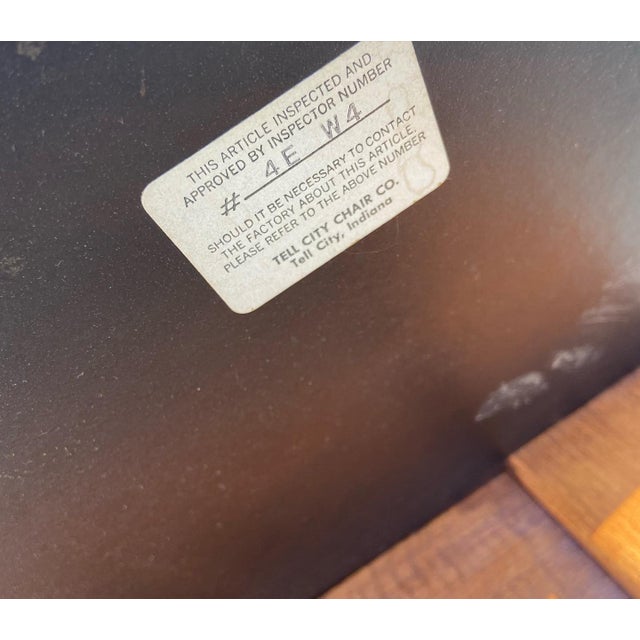 THIS ARTICLE INSPECTED AND
APPROVED BY INSPECTOR NUMBER
# 4E W4
SHOULD IT BE NECESSARY TO CONTACT
THE FACTORY ABOUT THIS ARTICLE.
PLEASE REFER TO THE ABOVE NUMBER
TELL CITY CHAIR CO.
Tell City, Indiana